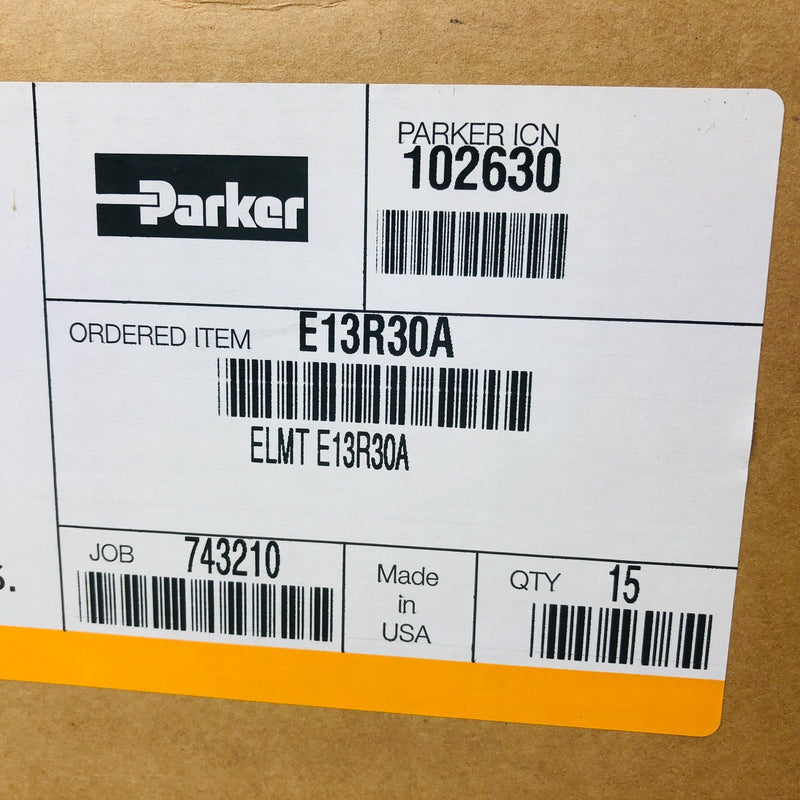 Parker
PARKER ICN
102630
ORDERED ITEM E13R30A
ELMT E13R30A
JOB 743210
Made
in
USA
QTY 15
s.